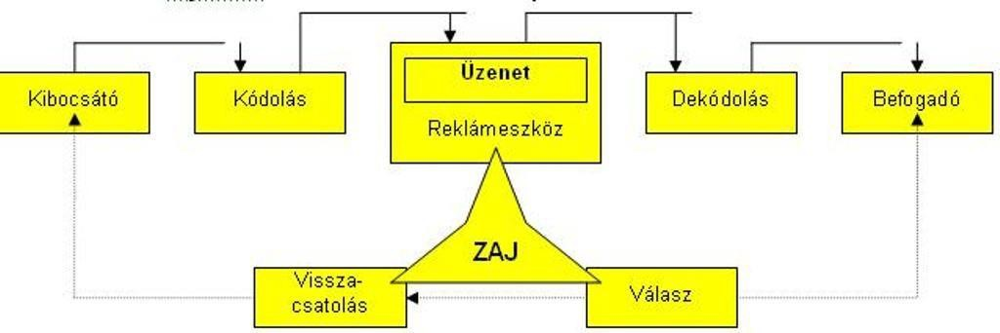 Kibocsátó
Kódolás
Üzenet
Reklámeszköz
Dekódolás
Befogadó
ZAJ
Vissza-
csatolás
Válasz